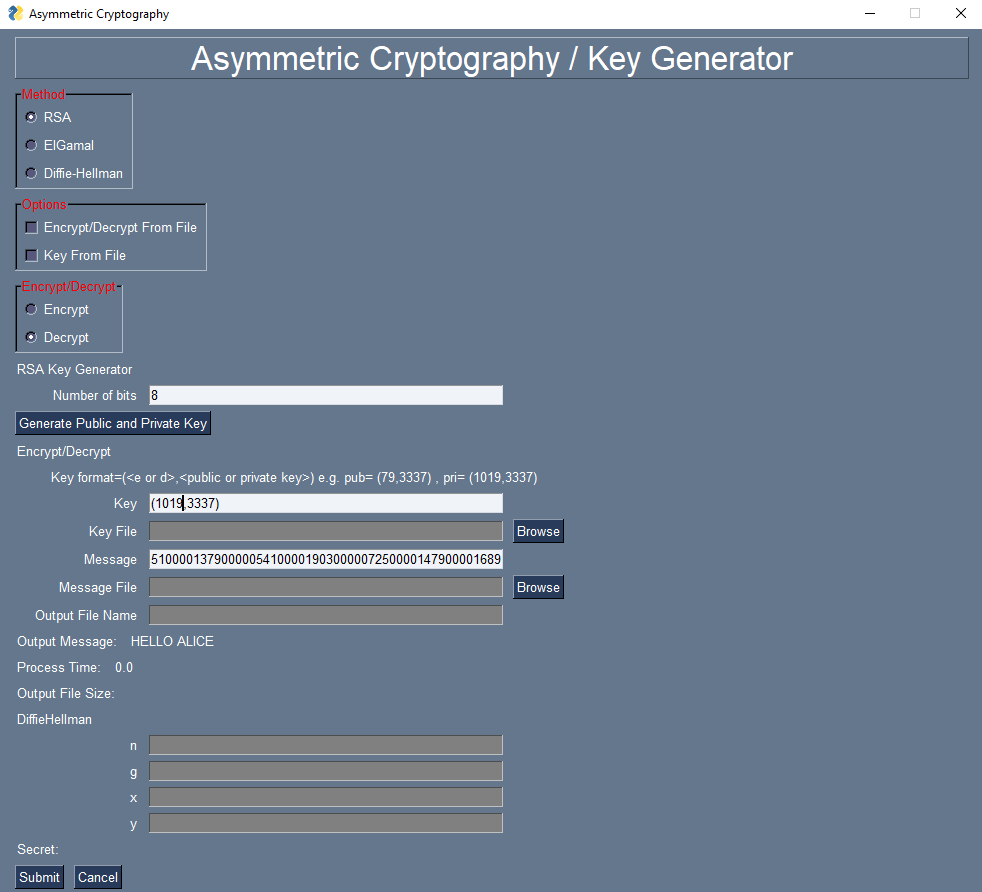 Asymmetric Cryptography
Asymmetric Cryptography / Key Generator
Method
RSA
ElGamal
Diffie-Hellman
Options
Encrypt/Decrypt From File
Key From File
Encrypt/Decrypt
Encrypt
Decrypt
RSA Key Generator
Number of bits 8
Generate Public and Private Key
Encrypt/Decrypt
Key format=(<e or d>,<public or private key>) e.g. pub= (79,3337) , pri= (1019,3337)
Key (1019,3337)
Key File Browse
Message 51000013790000054100001903000007250000147900001689
Message File Browse
Output File Name
Output Message: HELLO ALICE
Process Time: 0.0
Output File Size:
DiffieHellman
n
g
x
y
Secret:
Submit Cancel